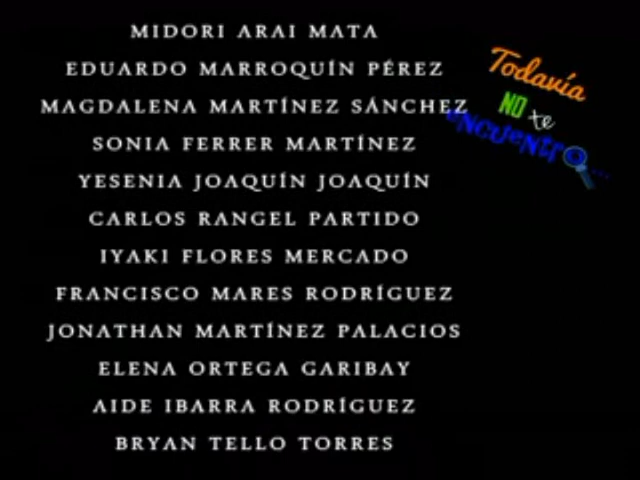 MIDORI ARAI MATA
EDUARDO MARROQUÍN PÉREZ
MAGDALENA MARTÍNEZ SÁNCHEZ
SONIA FERRER MARTÍNEZ
YESENIA JOAQUÍN JOAQUÍN
CARLOS RANGEL PARTIDO
IYAKI FLORES MERCADO
FRANCISCO MARES RODRÍGUEZ
JONATHAN MARTÍNEZ PALACIOS
ELENA ORTEGA GARIBAY
AIDE IBARRA RODRÍGUEZ
BRYAN TELLO TORRES
Todavía
NO te
encuentro...